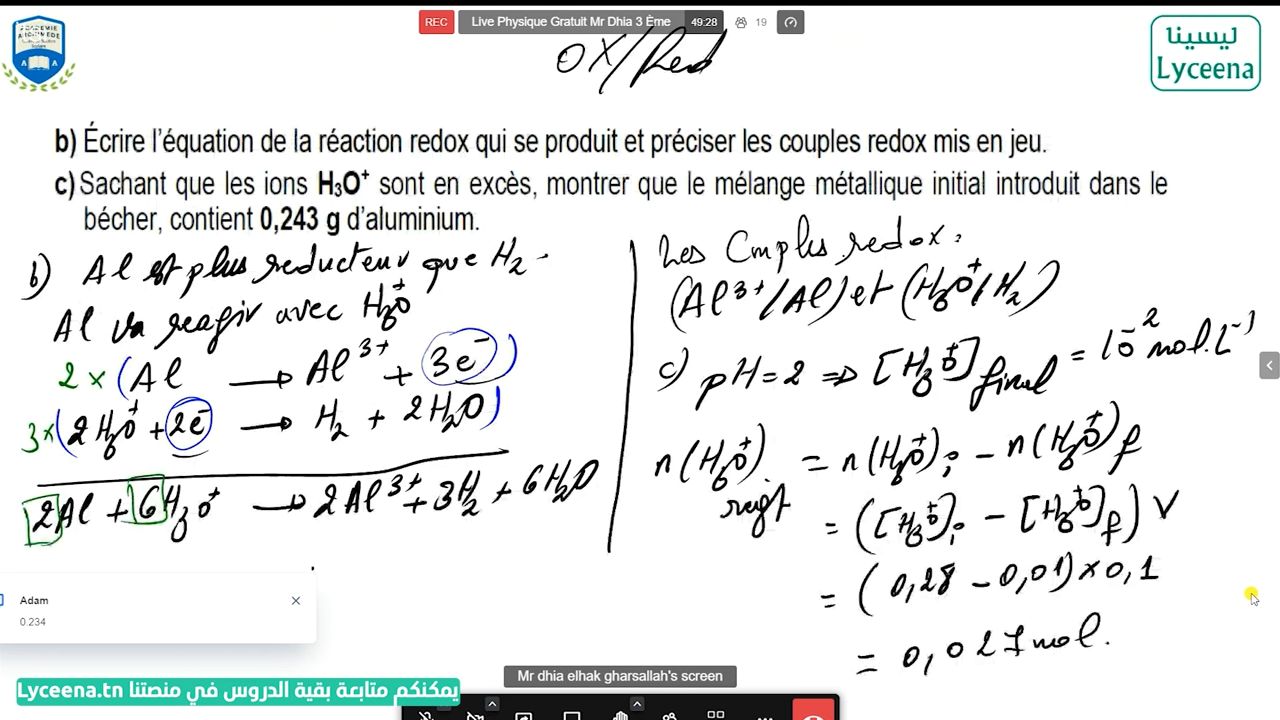 REC
Live Physique Gratuit Mr Dhia 3 Ème
49:28
19
ليسينا
Lyceena
OX/Red
b) Écrire l’équation de la réaction redox qui se produit et préciser les couples redox mis en jeu.
c) Sachant que les ions H₃O⁺ sont en excès, montrer que le mélange métallique initial introduit dans le
bécher, contient 0,243 g d’aluminium.
b) Al est plus reducteur que H₂.
Al va reagir avec H₃O⁺
2 × (Al → Al³⁺ + 3e⁻)
3 × (2H₃O⁺ + 2e⁻ → H₂ + 2H₂O)
2Al + 6H₃O⁺ → 2Al³⁺ + 3H₂ + 6H₂O
Les Couples redox :
(Al³⁺/Al) et (H₃O⁺/H₂)
c) pH = 2 ⇒ [H₃O⁺]final = 10⁻² mol.L⁻¹
n(H₃O⁺)réagit = n(H₃O⁺)i - n(H₃O⁺)f
= ([H₃O⁺]i - [H₃O⁺]f) V
= (0,28 - 0,01) × 0,1
= 0,027 mol.
Adam
0.234
Mr dhia elhak gharsallah's screen
يمكنكم متابعة بقية الدروس في منصتنا Lyceena.tn